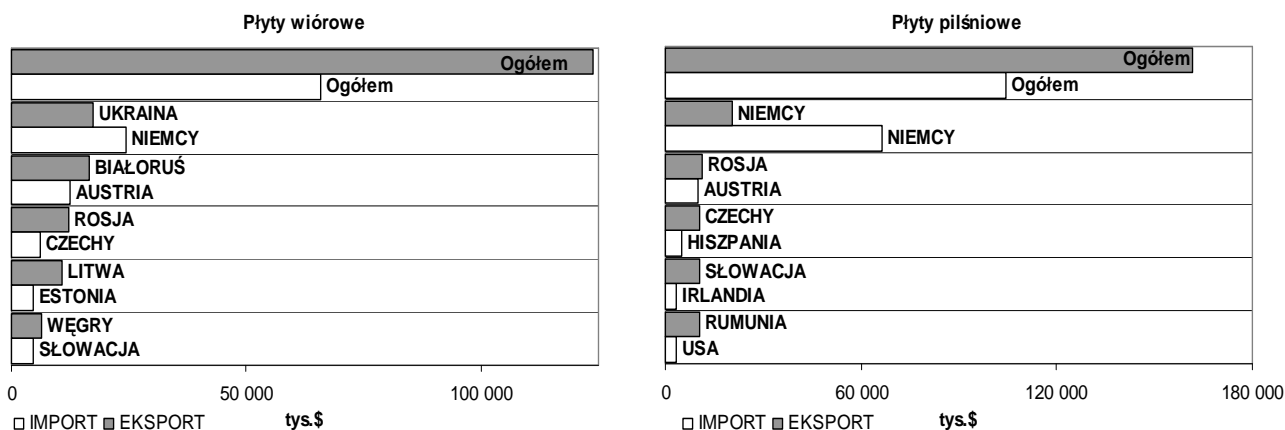 Płyty wiórowe
Ogółem
Ogółem
UKRAINA
NIEMCY
BIAŁORUŚ
AUSTRIA
ROSJA
CZECHY
LITWA
ESTONIA
WĘGRY
SŁOWACJA
0 50 000 100 000
IMPORT EKSPORT tys.$
Płyty pilśniowe
Ogółem
Ogółem
NIEMCY
NIEMCY
ROSJA
AUSTRIA
CZECHY
HISZPANIA
SŁOWACJA
IRLANDIA
RUMUNIA
USA
0 60 000 120 000 180 000
IMPORT EKSPORT tys.$